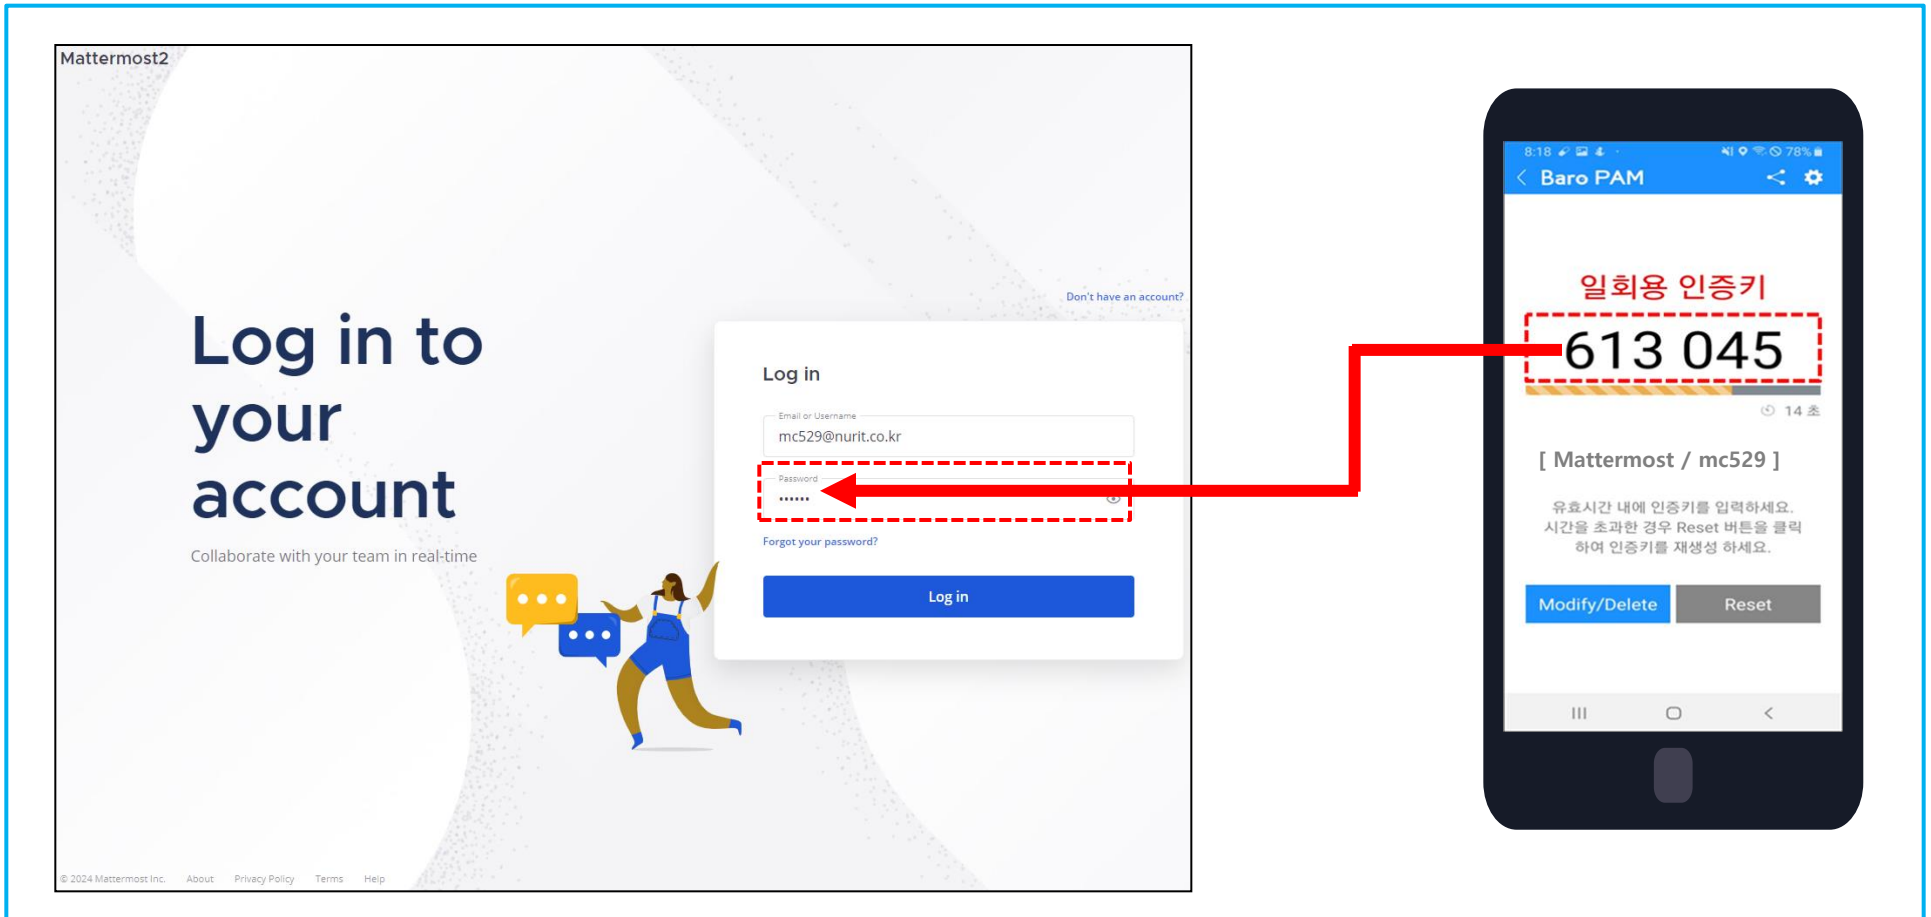 Mattermost2
Don't have an account?
Log in to
your
account
Collaborate with your team in real-time
Log in
Email or Username
mc529@nurit.co.kr
Password
••••••
Forgot your password?
Log in
© 2024 Mattermost Inc. About Privacy Policy Terms Help
8:18 78%
Baro PAM
일회용 인증키
613 045
14 초
[ Mattermost / mc529 ]
유효시간 내에 인증키를 입력하세요.
시간을 초과한 경우 Reset 버튼을 클릭
하여 인증키를 재생성 하세요.
Modify/Delete Reset